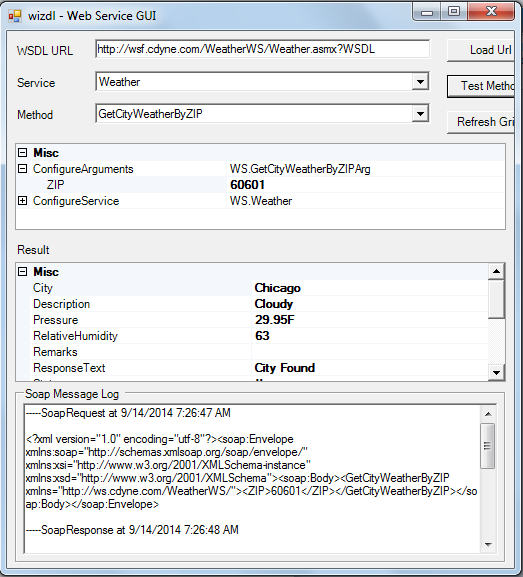 wizdl - Web Service GUI
WSDL URL http://wsf.cdyne.com/WeatherWS/Weather.asmx?WSDL Load Url
Service Weather Test Metho
Method GetCityWeatherByZIP Refresh Gri
Misc
ConfigureArguments WS.GetCityWeatherByZIPArg
ZIP 60601
ConfigureService WS.Weather
Result
Misc
City Chicago
Description Cloudy
Pressure 29.95F
RelativeHumidity 63
Remarks
ResponseText City Found
Soap Message Log
-----SoapRequest at 9/14/2014 7:26:47 AM
<?xml version="1.0" encoding="utf-8"?><soap:Envelope
xmlns:soap="http://schemas.xmlsoap.org/soap/envelope/"
xmlns:xsi="http://www.w3.org/2001/XMLSchema-instance"
xmlns:xsd="http://www.w3.org/2001/XMLSchema"><soap:Body><GetCityWeatherByZIP
xmlns="http://ws.cdyne.com/WeatherWS/"><ZIP>60601</ZIP></GetCityWeatherByZIP></so
ap:Body></soap:Envelope>
-----SoapResponse at 9/14/2014 7:26:48 AM